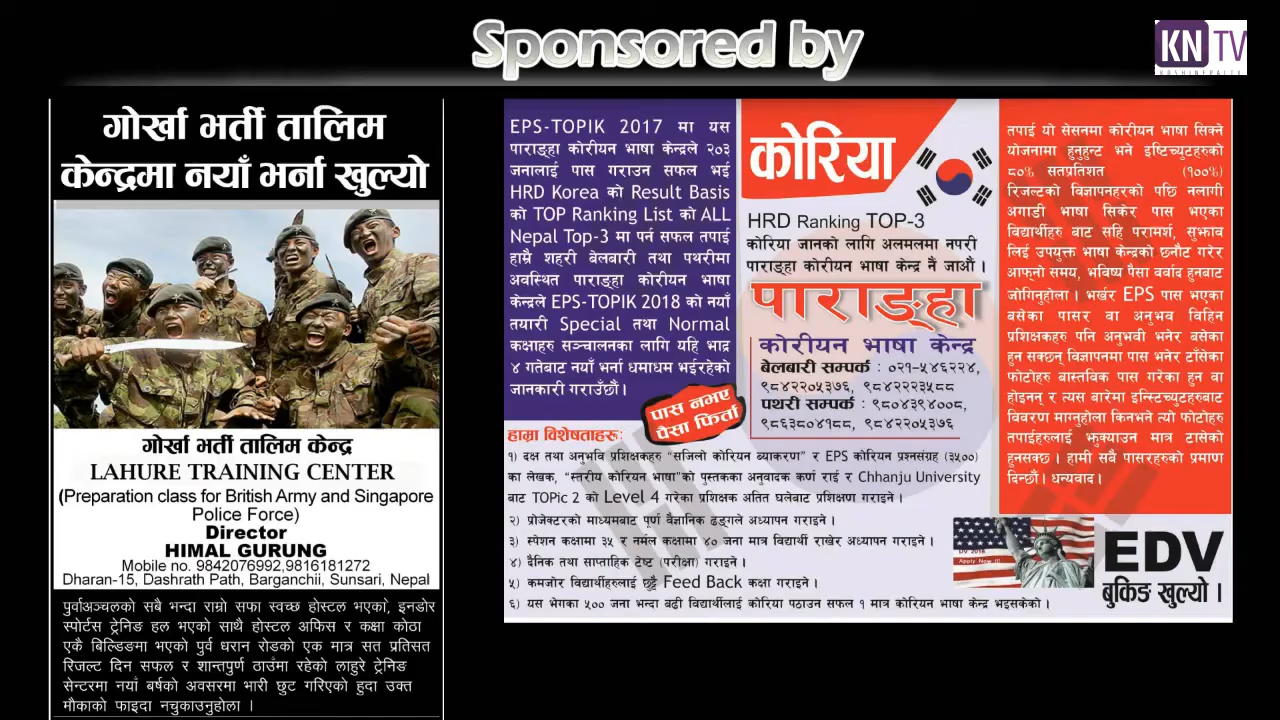 Sponsored by
KN TV
KOSHINEPALTV
गोर्खा भर्ती तालिम
केन्द्रमा नयाँ भर्ना खुल्यो
गोर्खा भर्ती तालिम केन्द्र
LAHURE TRAINING CENTER
(Preparation class for British Army and Singapore
Police Force)
Director
HIMAL GURUNG
Mobile no. 9842076992,9816181272
Dharan-15, Dashrath Path, Barganchii, Sunsari, Nepal
पुर्वाञ्चलको सबै भन्दा राम्रो सफा स्वच्छ होस्टल भएको, इनडोर
स्पोर्टस ट्रेनिङ हल भएको साथै होस्टल अफिस र कक्षा कोठा
एकै बिल्डिङमा भएको पुर्व धरान रोडको एक मात्र सत प्रतिसत
रिजल्ट दिन सफल र शान्तपुर्ण ठाउँमा रहेको लाहुरे ट्रेनिङ
सेन्टरमा नयाँ बर्षको अवसरमा भारी छुट गरिएको हुदा उक्त
मौकाको फाइदा नचुकाउनुहोला ।
EPS-TOPIK 2017 मा यस
पाराङ्हा कोरीयन भाषा केन्द्रले २०३
जनालाई पास गराउन सफल भई
HRD Korea को Result Basis
को TOP Ranking List को ALL
Nepal Top-3 मा पर्न सफल तपाई
हाम्रै शहरी बेलबारी तथा पथरीमा
अवस्थित पाराङ्हा कोरीयन भाषा
केन्द्रले EPS-TOPIK 2018 को नयाँ
तयारी Special तथा Normal
कक्षाहरु सञ्चालनका लागि यहि भाद्र
४ गतेबाट नयाँ भर्ना धमाधम भईरहेको
जानकारी गराउँछौं ।
कोरिया
HRD Ranking TOP-3
कोरिया जानको लागि अलमलमा नपरी
पाराङ्हा कोरीयन भाषा केन्द्र नै जाऔं ।
पाराङ्हा
कोरीयन भाषा केन्द्र
बेलबारी सम्पर्क : ०२१-५४६२२४,
९८४२२०५३७६, ९८४२२२३५८८
पथरी सम्पर्क : ९८०४३९४००८,
९८६३८०४१८८, ९८४२२०५३७६
पास नभए
पैसा फिर्ता
तपाई यो सेसनमा कोरीयन भाषा सिक्ने
योजनामा हुनुहुन्ट भने इष्टिच्युटहरुको
८०% सतप्रतिशत (१००%)
रिजल्टको विज्ञापनहरको पछि नलागी
अगाडी भाषा सिकेर पास भएका
विद्यार्थीहरु बाट सहि परामर्श, सुझाव
लिई उपयुक्त भाषा केन्द्रको छनौट गरेर
आफ्नो समय, भविष्य पैसा वर्वाद हुनबाट
जोगिनुहोला । भर्खर EPS पास भएका
बसेका पासर वा अनुभव विहिन
प्रशिक्षकहरु पनि अनुभवी भनेर बसेका
हुन सक्छन् विज्ञापनमा पास भनेर टाँसेका
फोटोहरु बास्तविक पास गरेका हुन वा
होइनन् र त्यस बारेमा इन्स्टिच्युटहरुबाट
बिवरण माग्नुहोला किनभने त्यो फोटोहरु
तपाईहरुलाई झुक्याउन मात्र टासेको
हुनसक्छ । हामी सबै पासरहरुको प्रमाण
दिन्छौं । धन्यवाद ।
हाम्रा विशेषताहरुः
१) दक्ष तथा अनुभवि प्रशिक्षकहरु "सजिलो कोरियन ब्याकरण" र EPS कोरियन प्रश्नसंग्रह (३५००)
का लेखक, "स्तरीय कोरियन भाषा" को पुस्तकका अनुवादक कर्ण राई र Chhanju University
बाट TOPic 2 को Level 4 गरेका प्रशिक्षक अतित घलेबाट प्रशिक्षण गराइने ।
२) प्रोजेक्टरको माध्यमबाट पूर्ण बैज्ञानिक ढङ्गले अध्यापन गराइने ।
३) स्पेशन कक्षामा ३५ र नर्मल कक्षामा ४० जना मात्र विद्यार्थी राखेर अध्यापन गराइने ।
४) दैनिक तथा साप्ताहिक टेष्ट (परीक्षा) गराइने ।
५) कमजोर विद्यार्थीहरुलाई छुट्टै Feed Back कक्षा गराइने ।
६) यस भेगका ५०० जना भन्दा बढी विद्यार्थीलाई कोरिया पठाउन सफल १ मात्र कोरियन भाषा केन्द्र भइसकेको ।
DV 2018
Apply Now !!!
EDV
बुकिङ खुल्यो ।